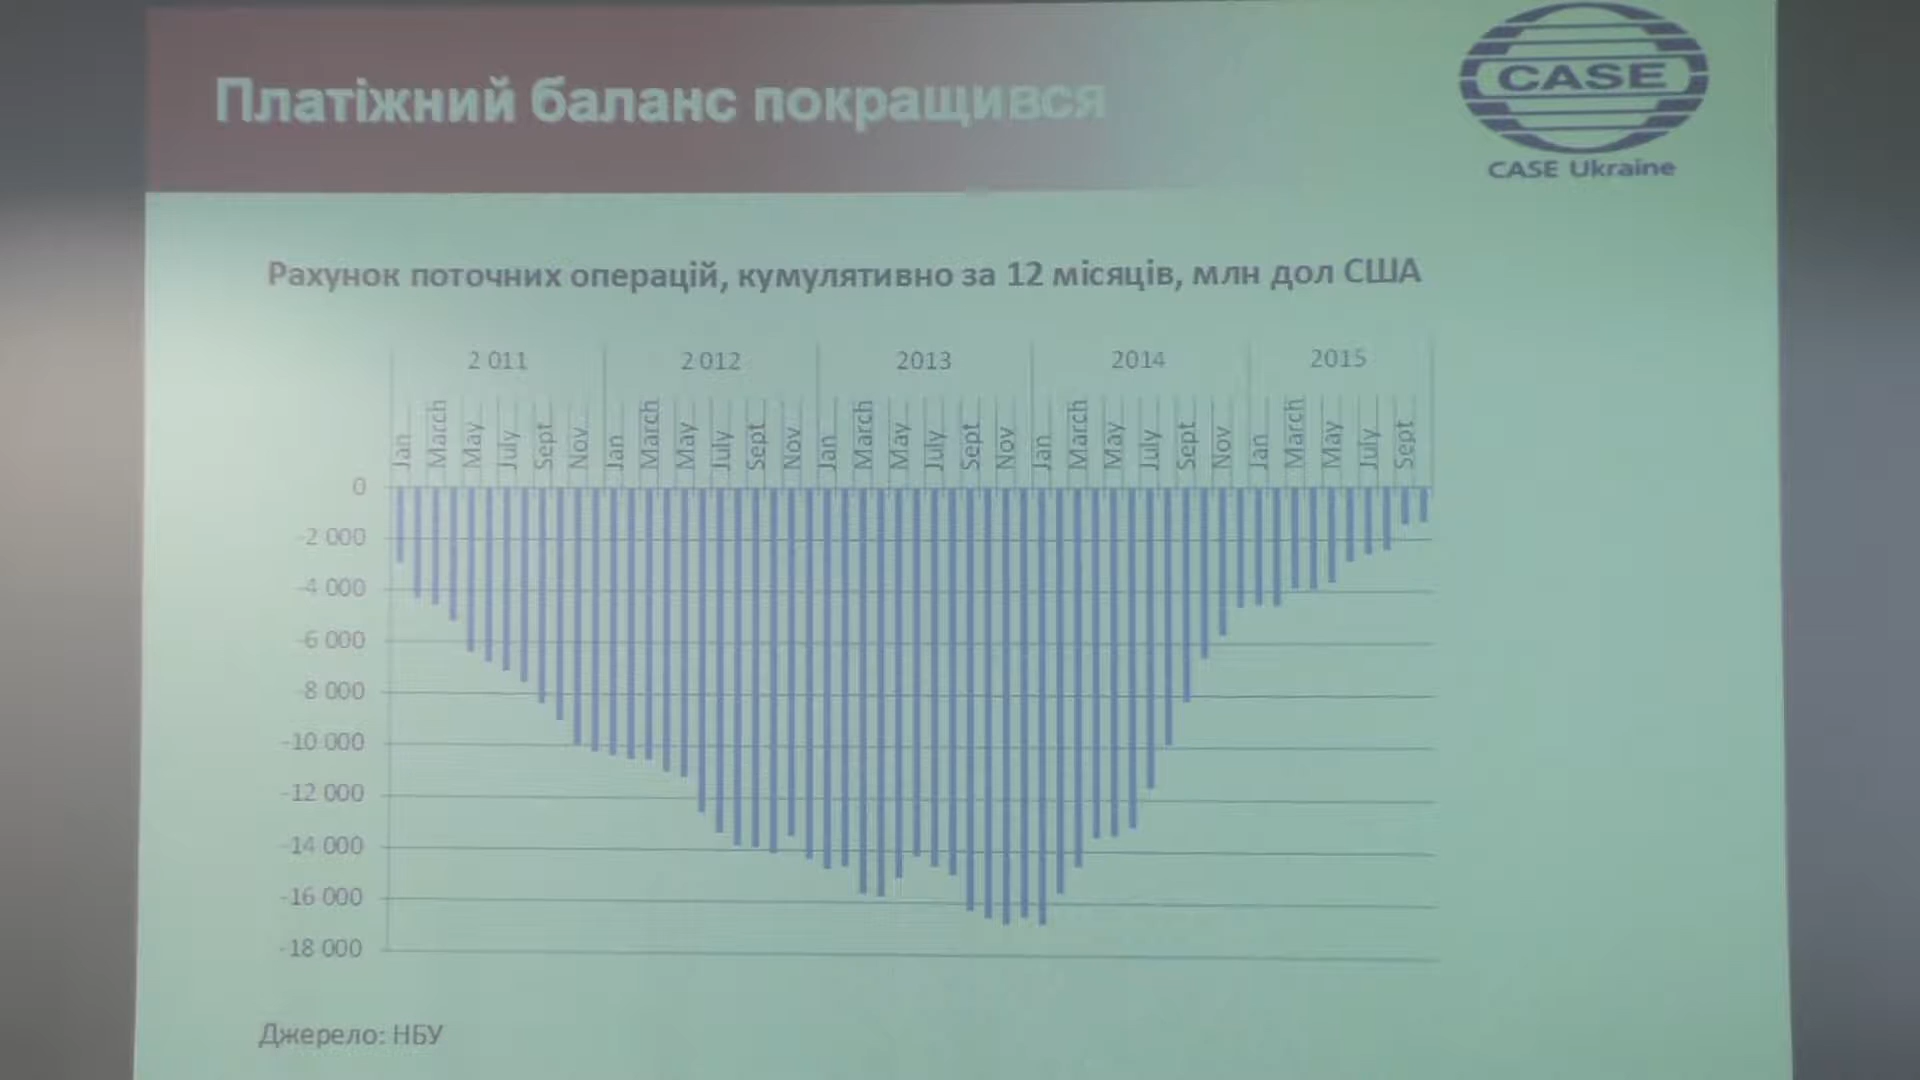 Платіжний баланс покращився
CASE
CASE Ukraine
Рахунок поточних операцій, кумулятивно за 12 місяців, млн дол США
2 011 2 012 2013 2014 2015
Jan March May July Sept Nov Jan March May July Sept Nov Jan March May July Sept Nov Jan March May July Sept Nov Jan March May July Sept
0
-2 000
-4 000
-6 000
-8 000
-10 000
-12 000
-14 000
-16 000
-18 000
Джерело: НБУ